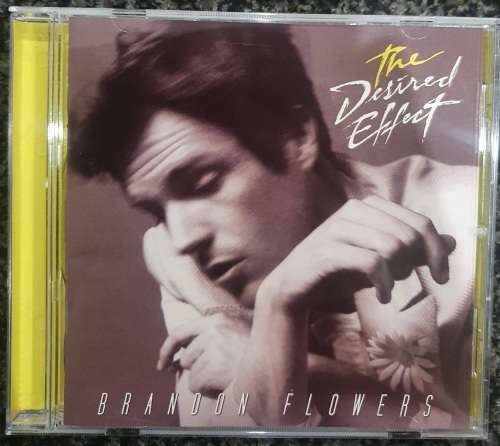 The
Desired
Effect
BRANDON FLOWERS